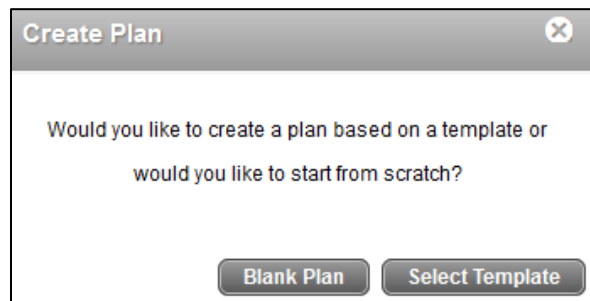 Create Plan
Would you like to create a plan based on a template or
would you like to start from scratch?
Blank Plan Select Template